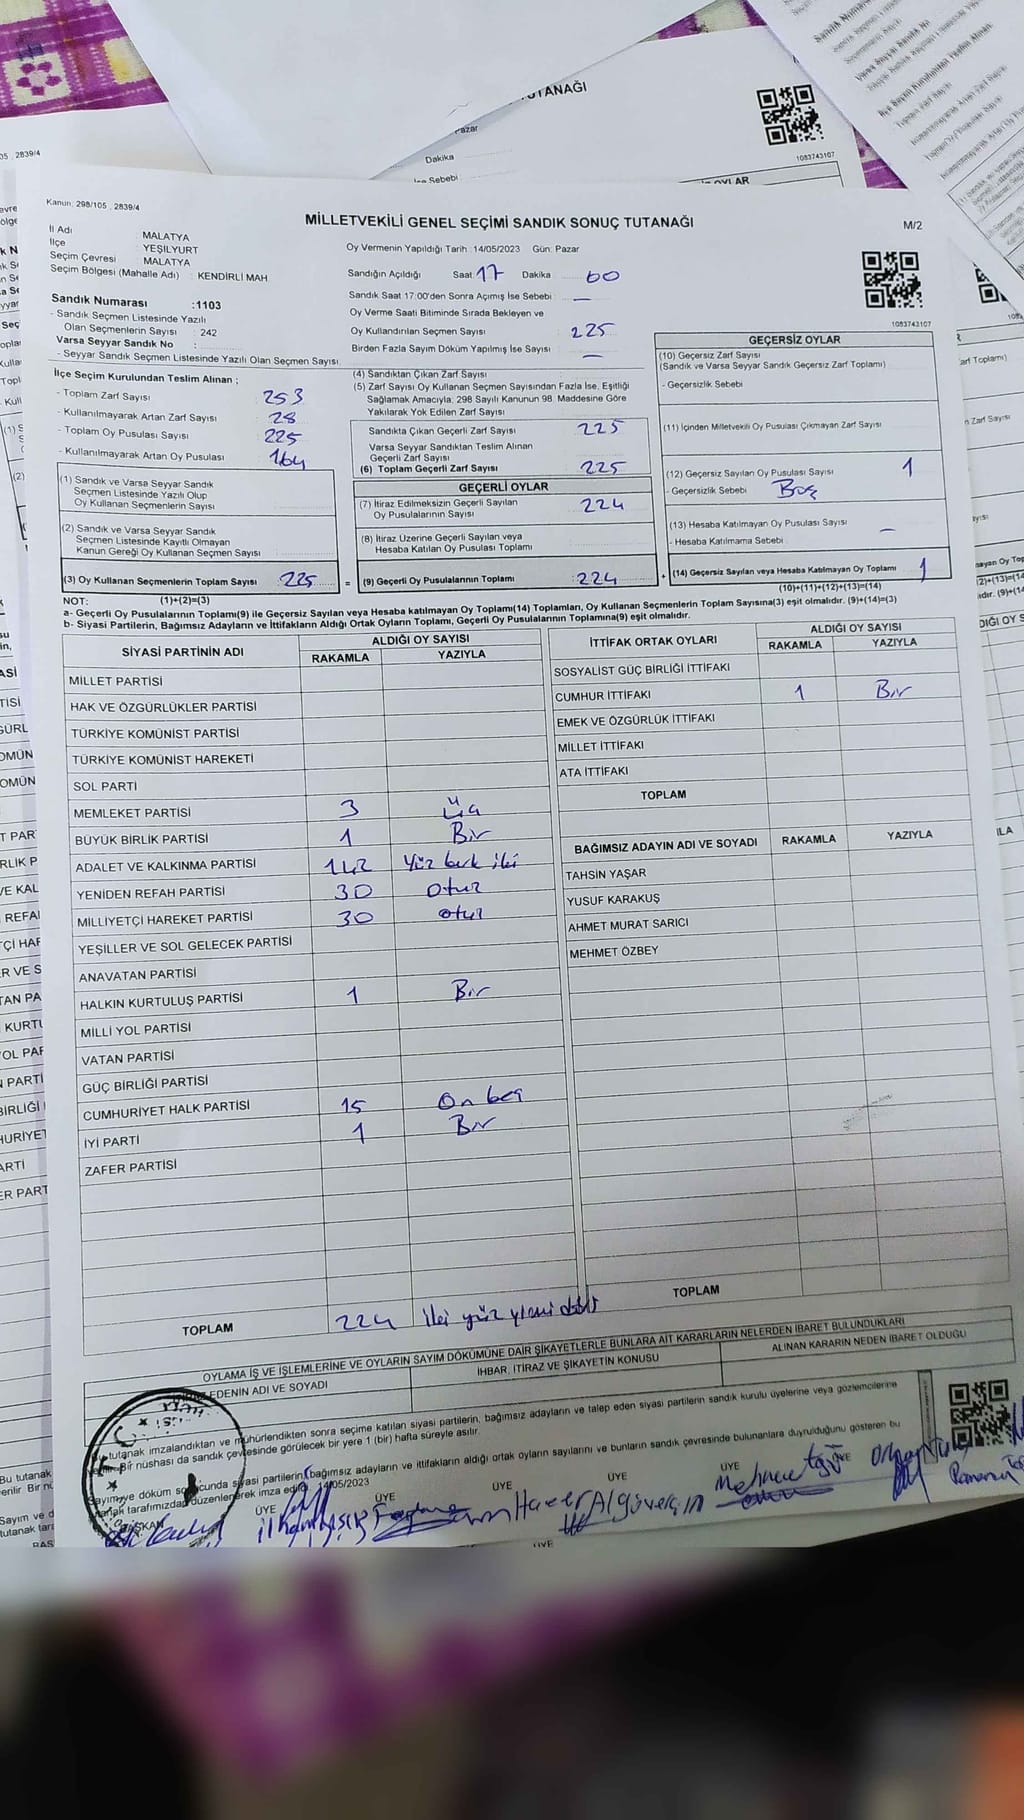 UTANAĞI
Pazar
Dakika
1083743107
Kanun: 298/105 , 2839/4
MİLLETVEKİLİ GENEL SEÇİMİ SANDIK SONUÇ TUTANAĞI
M/2
İl Adı : MALATYA
İlçe : YEŞİLYURT
Seçim Çevresi : MALATYA
Seçim Bölgesi (Mahalle Adı) : KENDİRLİ MAH
Sandık Numarası :1103
- Sandık Seçmen Listesinde Yazılı
Olan Seçmenlerin Sayısı : 242
Varsa Seyyar Sandık No :
- Seyyar Sandık Seçmen Listesinde Yazılı Olan Seçmen Sayısı:
Oy Vermenin Yapıldığı Tarih : 14/05/2023 Gün: Pazar
Sandığın Açıldığı Saat: 17 Dakika : 00
Sandık Saat 17:00'den Sonra Açımış İse Sebebi : —
Oy Verme Saati Bitiminde Sırada Bekleyen ve
Oy Kullandırılan Seçmen Sayısı : 225
Birden Fazla Sayım Döküm Yapılmış İse Sayısı : —
1083743107
İlçe Seçim Kurulundan Teslim Alınan ;
- Toplam Zarf Sayısı : 253
- Kullanılmayarak Artan Zarf Sayısı : 28
- Toplam Oy Pusulası Sayısı : 225
- Kullanılmayarak Artan Oy Pusulası : 164
(1) Sandık ve Varsa Seyyar Sandık
Seçmen Listesinde Yazılı Olup
Oy Kullanan Seçmenlerin Sayısı :
(2) Sandık ve Varsa Seyyar Sandık
Seçmen Listesinde Kayıtlı Olmayan
Kanun Gereği Oy Kullanan Seçmen Sayısı :
(3) Oy Kullanan Seçmenlerin Toplam Sayısı : 225
(1)+(2)=(3)
(4) Sandıktan Çıkan Zarf Sayısı
(5) Zarf Sayısı Oy Kullanan Seçmen Sayısından Fazla İse, Eşitliği
Sağlamak Amacıyla; 298 Sayılı Kanunun 98. Maddesine Göre
Yakılarak Yok Edilen Zarf Sayısı
Sandıkta Çıkan Geçerli Zarf Sayısı : 225
Varsa Seyyar Sandıktan Teslim Alınan
Geçerli Zarf Sayısı
(6) Toplam Geçerli Zarf Sayısı : 225
GEÇERLİ OYLAR
(7) İtiraz Edilmeksizin Geçerli Sayılan
Oy Pusulalarının Sayısı : 224
(8) İtiraz Üzerine Geçerli Sayılan veya
Hesaba Katılan Oy Pusulası Toplamı
= (9) Geçerli Oy Pusulalarının Toplamı : 224
GEÇERSİZ OYLAR
(10) Geçersiz Zarf Sayısı
(Sandık ve Varsa Seyyar Sandık Geçersiz Zarf Toplamı)
- Geçersizlik Sebebi
(11) İçinden Milletvekili Oy Pusulası Çıkmayan Zarf Sayısı
(12) Geçersiz Sayılan Oy Pusulası Sayısı : 1
- Geçersizlik Sebebi : Boş
(13) Hesaba Katılmayan Oy Pusulası Sayısı : —
- Hesaba Katılmama Sebebi
+ (14) Geçersiz Sayılan veya Hesaba Katılmayan Oy Toplamı : 1
(10)+(11)+(12)+(13)=(14)
NOT:
a- Geçerli Oy Pusulalarının Toplamı(9) ile Geçersiz Sayılan veya Hesaba katılmayan Oy Toplamı(14) Toplamları, Oy Kullanan Seçmenlerin Toplam Sayısına(3) eşit olmalıdır. (9)+(14)=(3)
b- Siyasi Partilerin, Bağımsız Adayların ve İttifakların Aldığı Oy Sayıları Toplamı, Geçerli Oy Pusulalarının Toplamına(9) eşit olmalıdır.
SİYASİ PARTİNİN ADI ALDIĞI OY SAYISI
RAKAMLA YAZIYLA
MİLLET PARTİSİ
HAK VE ÖZGÜRLÜKLER PARTİSİ
TÜRKİYE KOMÜNİST PARTİSİ
TÜRKİYE KOMÜNİST HAREKETİ
SOL PARTİ
MEMLEKET PARTİSİ 3 Üç
BÜYÜK BİRLİK PARTİSİ 1 Bir
ADALET VE KALKINMA PARTİSİ 142 Yüz kırk iki
YENİDEN REFAH PARTİSİ 30 Otuz
MİLLİYETÇİ HAREKET PARTİSİ 30 otuz
YEŞİLLER VE SOL GELECEK PARTİSİ
ANAVATAN PARTİSİ
HALKIN KURTULUŞ PARTİSİ 1 Bir
MİLLİ YOL PARTİSİ
VATAN PARTİSİ
GÜÇ BİRLİĞİ PARTİSİ
CUMHURİYET HALK PARTİSİ 15 On beş
İYİ PARTİ 1 Bir
ZAFER PARTİSİ
TOPLAM 224 iki yüz yirmi dört
İTTİFAK ORTAK OYLARI ALDIĞI OY SAYISI
RAKAMLA YAZIYLA
SOSYALİST GÜÇ BİRLİĞİ İTTİFAKI
CUMHUR İTTİFAKI 1 Bir
EMEK VE ÖZGÜRLÜK İTTİFAKI
MİLLET İTTİFAKI
ATA İTTİFAKI
TOPLAM
BAĞIMSIZ ADAYIN ADI VE SOYADI RAKAMLA YAZIYLA
TAHSİN YAŞAR
YUSUF KARAKUŞ
AHMET MURAT SARICI
MEHMET ÖZBEY
TOPLAM
OYLAMA İŞ VE İŞLEMLERİNE VE OYLARIN SAYIM DÖKÜMÜNE DAİR ŞİKAYETLERLE BUNLARA AİT KARARLARIN NELERDEN İBARET BULUNDUKLARI
EDENİN ADI VE SOYADI İHBAR, İTİRAZ VE ŞİKAYETİN KONUSU ALINAN KARARIN NEDEN İBARET OLDUĞU
tutanak imzalandıktan ve mühürlendikten sonra seçime katılan siyasi partilerin, bağımsız adayların ve talep eden siyasi partilerin sandık kurulu üyelerine veya gözlemcilerine
bir nüshası da sandık çevresinde görülecek bir yere 1 (bir) hafta süreyle asılır.
Sayım ve döküm sonucunda siyasi partilerin, bağımsız adayların ve ittifakların aldığı ortak oyların sayılarını ve bunların sandık çevresinde bulunanlara duyrulduğunu gösteren bu
tutanak tarafımızdan düzenlenerek imza edildi. 14/05/2023
BAŞKAN ÜYE ÜYE ÜYE ÜYE ÜYE ÜYE
Hacer Algüvercin
Mehmet
ÜYE